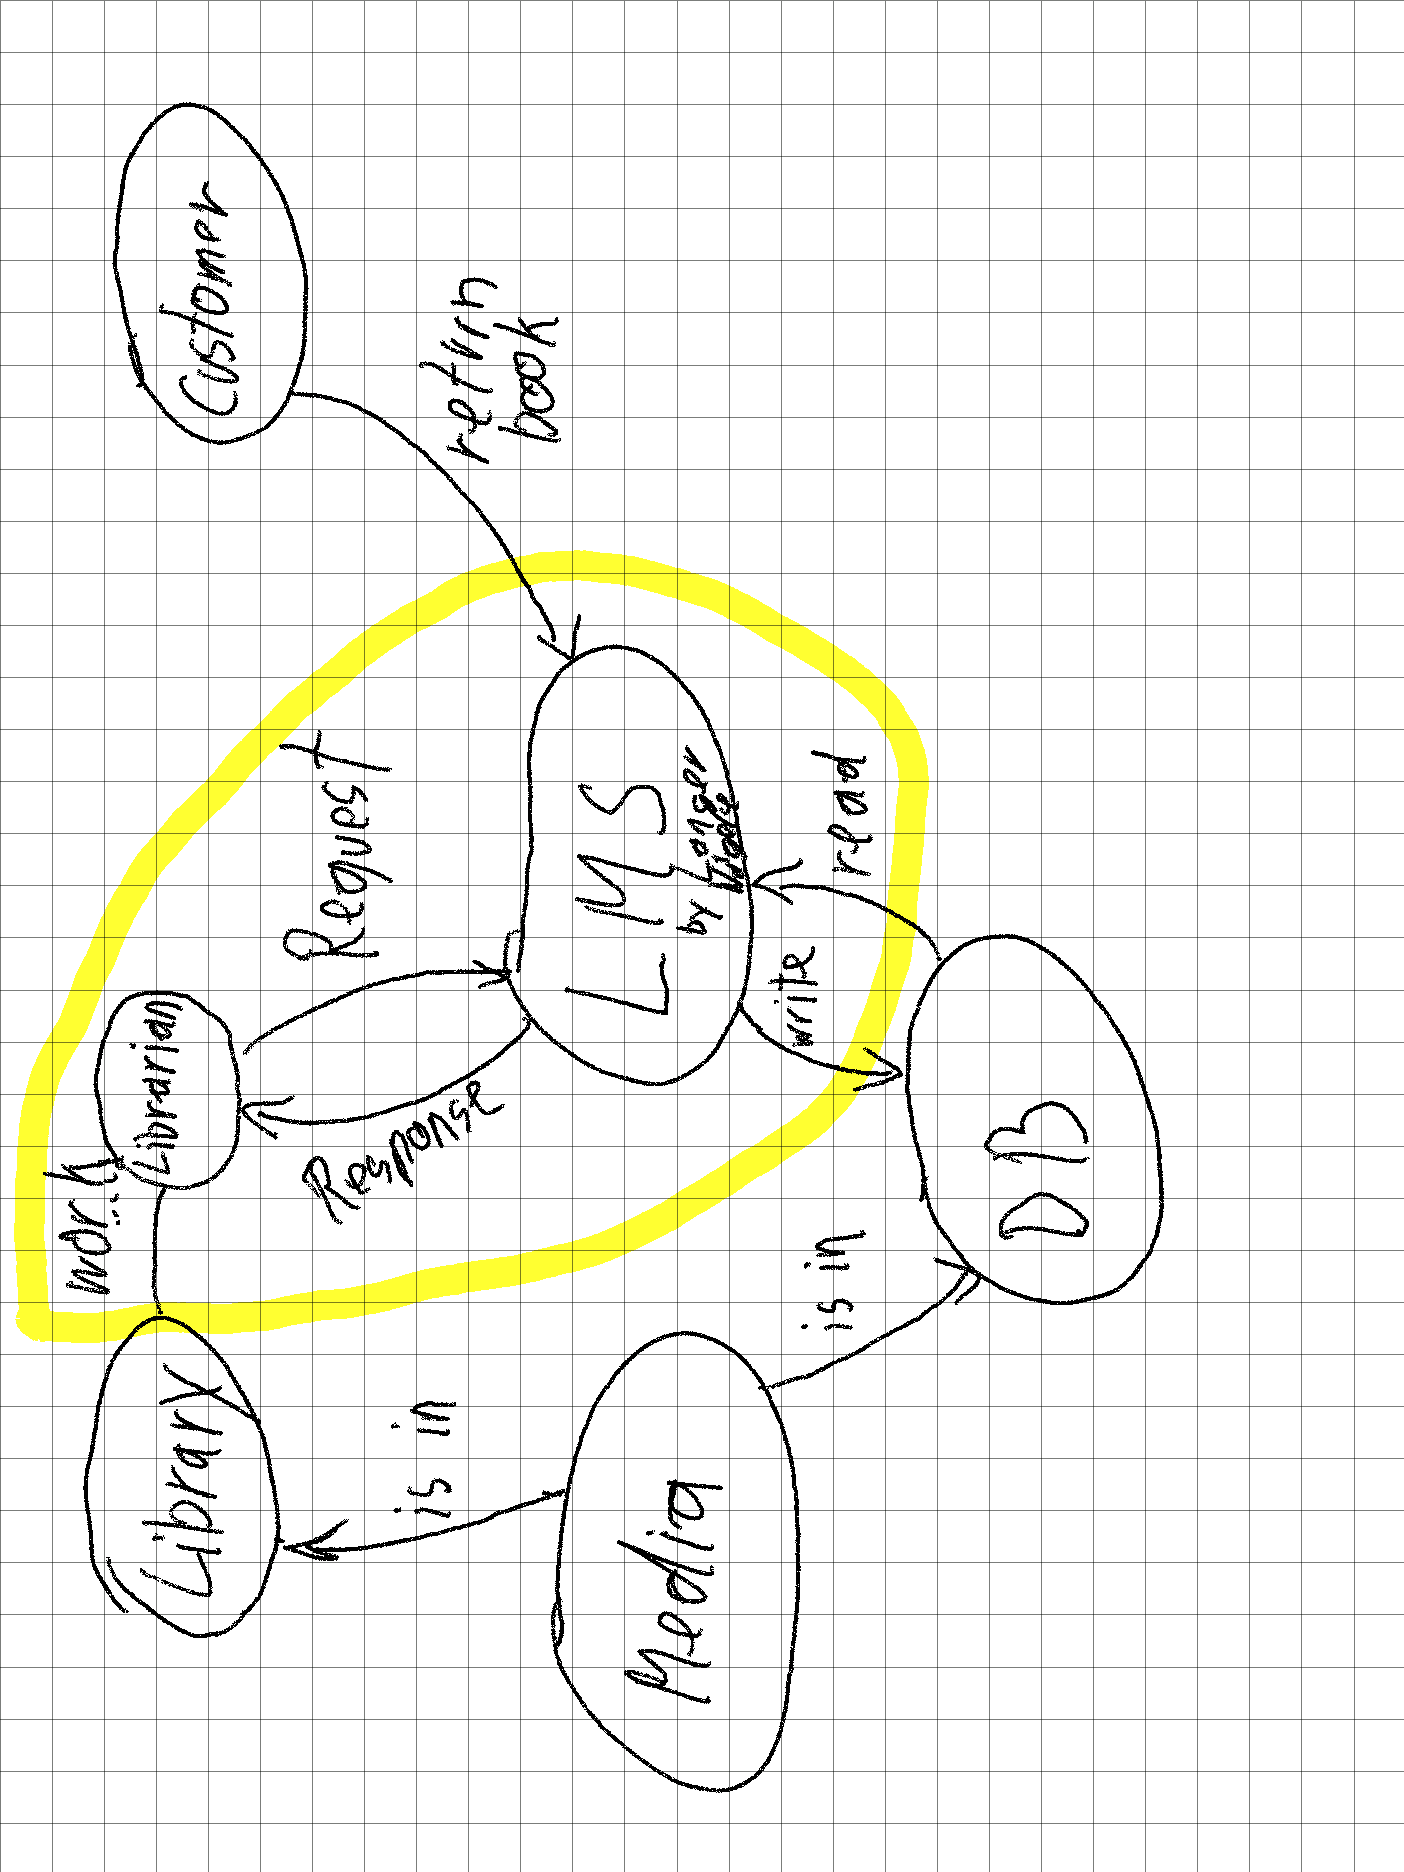 Library
work
Librarian
Customer
Request
Response
is in
return
book
LMS
by Longer
Media
is in
write
read
DB